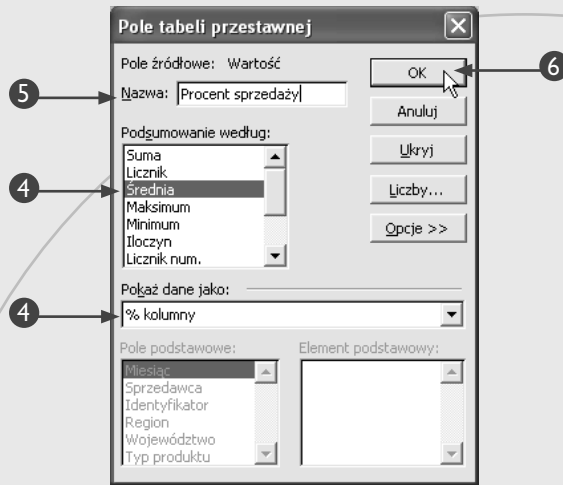 Pole tabeli przestawnej
Pole źródłowe: Wartość
OK
6
5
Nazwa: Procent sprzedaży
Anuluj
Podsumowanie według:
Ukryj
Suma
Licznik
4
Średnia
Liczby...
Maksimum
Minimum
Opcje >>
Iloczyn
Licznik num.
Pokaż dane jako:
4
% kolumny
Pole podstawowe:
Element podstawowy:
Miesiąc
Sprzedawca
Identyfikator
Region
Województwo
Typ produktu